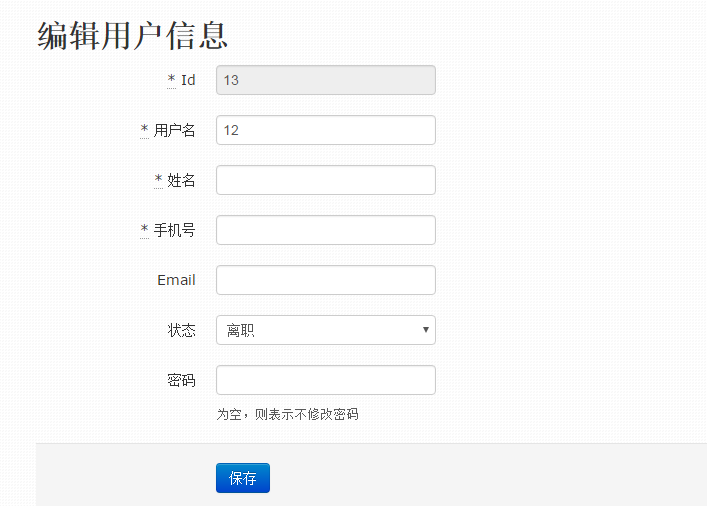 编辑用户信息
* Id 13
* 用户名 12
* 姓名
* 手机号
Email
状态 离职
密码
为空，则表示不修改密码
保存